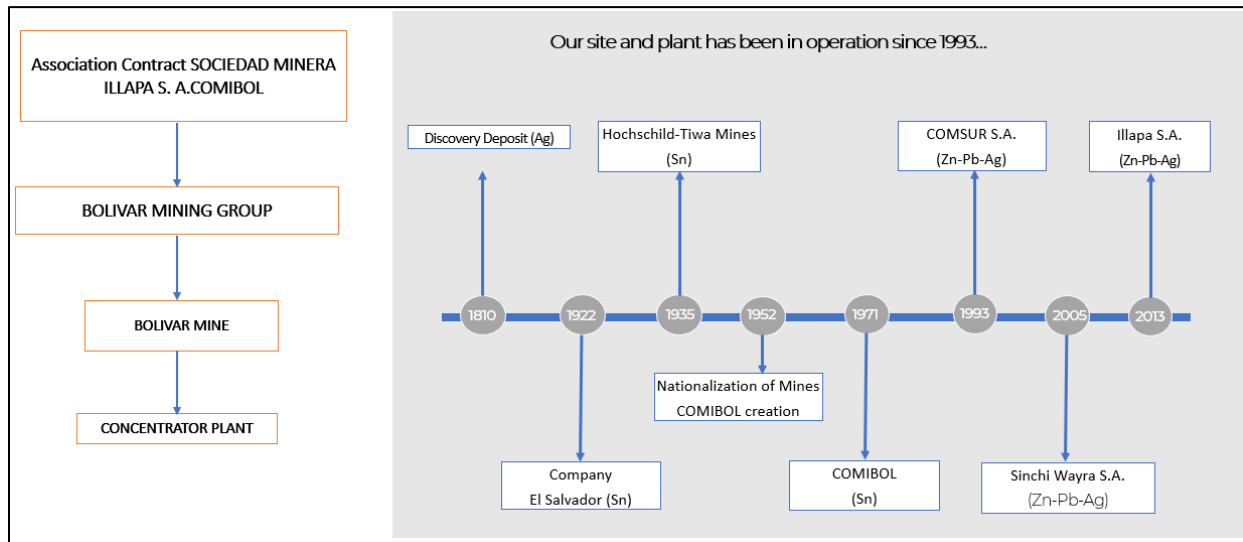 Association Contract SOCIEDAD MINERA
ILLAPA S. A.COMIBOL
BOLIVAR MINING GROUP
BOLIVAR MINE
CONCENTRATOR PLANT
Our site and plant has been in operation since 1993...
Discovery Deposit (Ag)
Hochschild-Tiwa Mines
(Sn)
COMSUR S.A.
(Zn-Pb-Ag)
Illapa S.A.
(Zn-Pb-Ag)
1810
1922
1935
1952
1971
1993
2005
2013
Nationalization of Mines
COMIBOL creation
Company
El Salvador (Sn)
COMIBOL
(Sn)
Sinchi Wayra S.A.
(Zn-Pb-Ag)